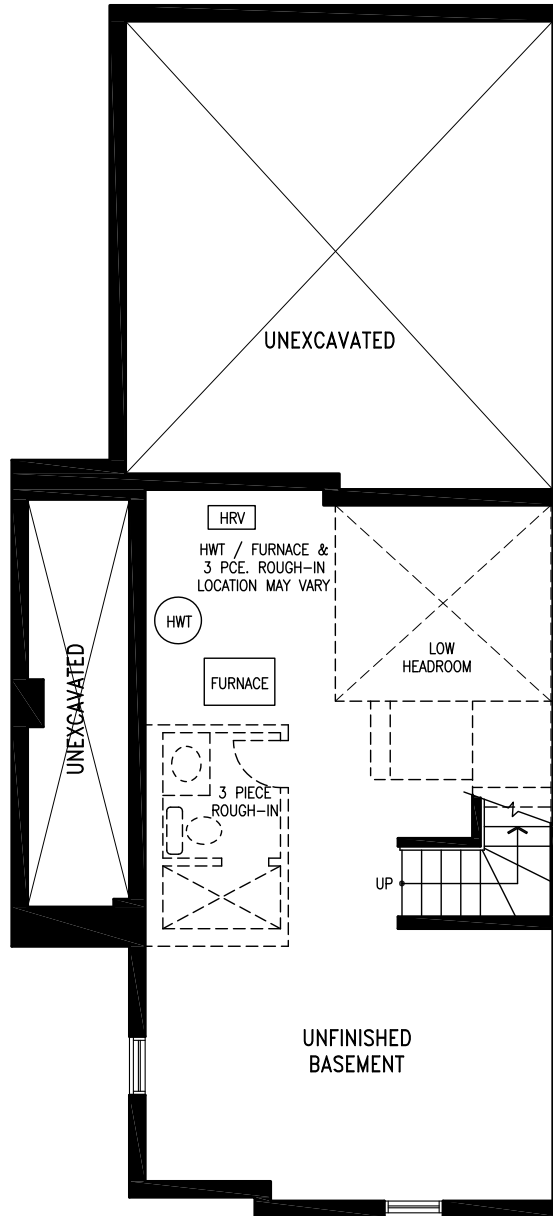 UNEXCAVATED
HRV
HWT / FURNACE &
3 PCE. ROUGH-IN
LOCATION MAY VARY
HWT
LOW
HEADROOM
UNEXCAVATED
FURNACE
3 PIECE
ROUGH-IN
UP
UNFINISHED
BASEMENT